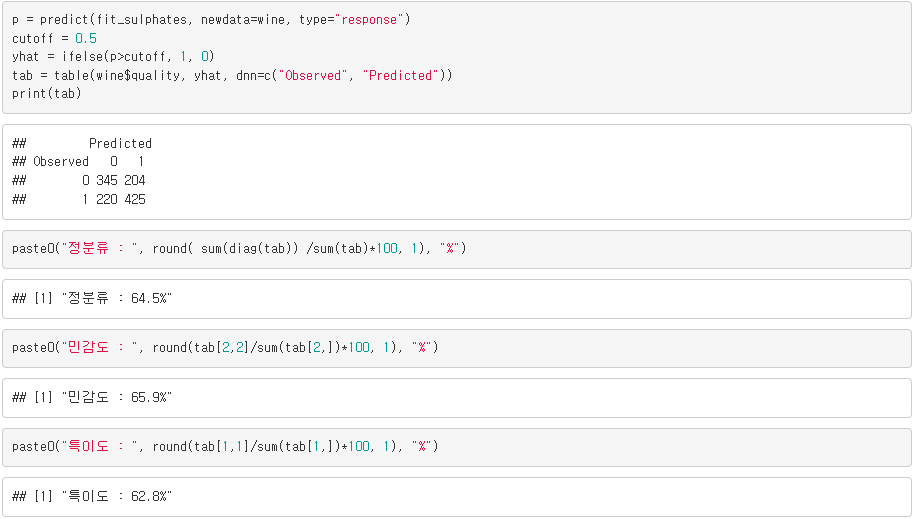 p = predict(fit_sulphates, newdata=wine, type="response")
cutoff = 0.5
yhat = ifelse(p>cutoff, 1, 0)
tab = table(wine$quality, yhat, dnn=c("Observed", "Predicted"))
print(tab)
##         Predicted
## Observed   0   1
##        0 345 204
##        1 220 425
paste0("정분류 : ", round( sum(diag(tab)) /sum(tab)*100, 1), "%")
## [1] "정분류 : 64.5%"
paste0("민감도 : ", round(tab[2,2]/sum(tab[2,])*100, 1), "%")
## [1] "민감도 : 65.9%"
paste0("특이도 : ", round(tab[1,1]/sum(tab[1,])*100, 1), "%")
## [1] "특이도 : 62.8%"